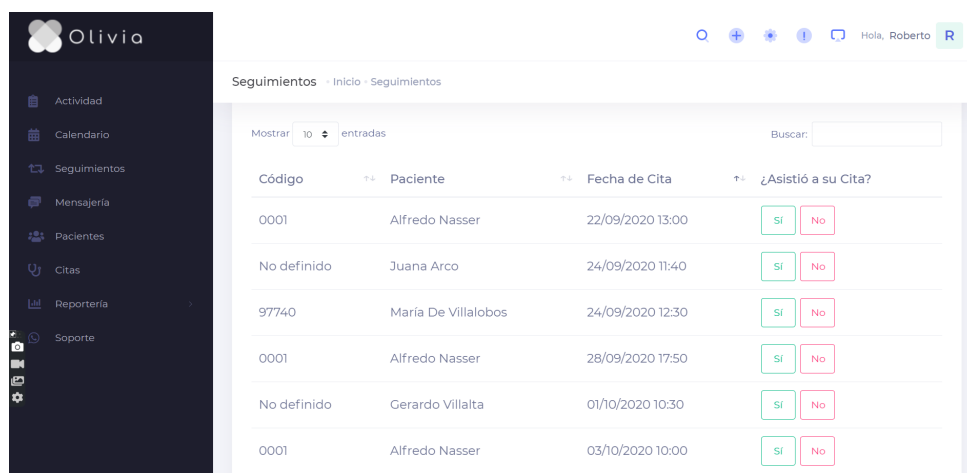 Olivia
Hola, Roberto R
Seguimientos Inicio Seguimientos
Actividad
Calendario
Seguimientos
Mensajería
Pacientes
Citas
Reportería
Soporte
Mostrar 10 entradas
Buscar:
Código Paciente Fecha de Cita ¿Asistió a su Cita?
0001 Alfredo Nasser 22/09/2020 13:00 Sí No
No definido Juana Arco 24/09/2020 11:40 Sí No
97740 María De Villalobos 24/09/2020 12:30 Sí No
0001 Alfredo Nasser 28/09/2020 17:50 Sí No
No definido Gerardo Villalta 01/10/2020 10:30 Sí No
0001 Alfredo Nasser 03/10/2020 10:00 Sí No